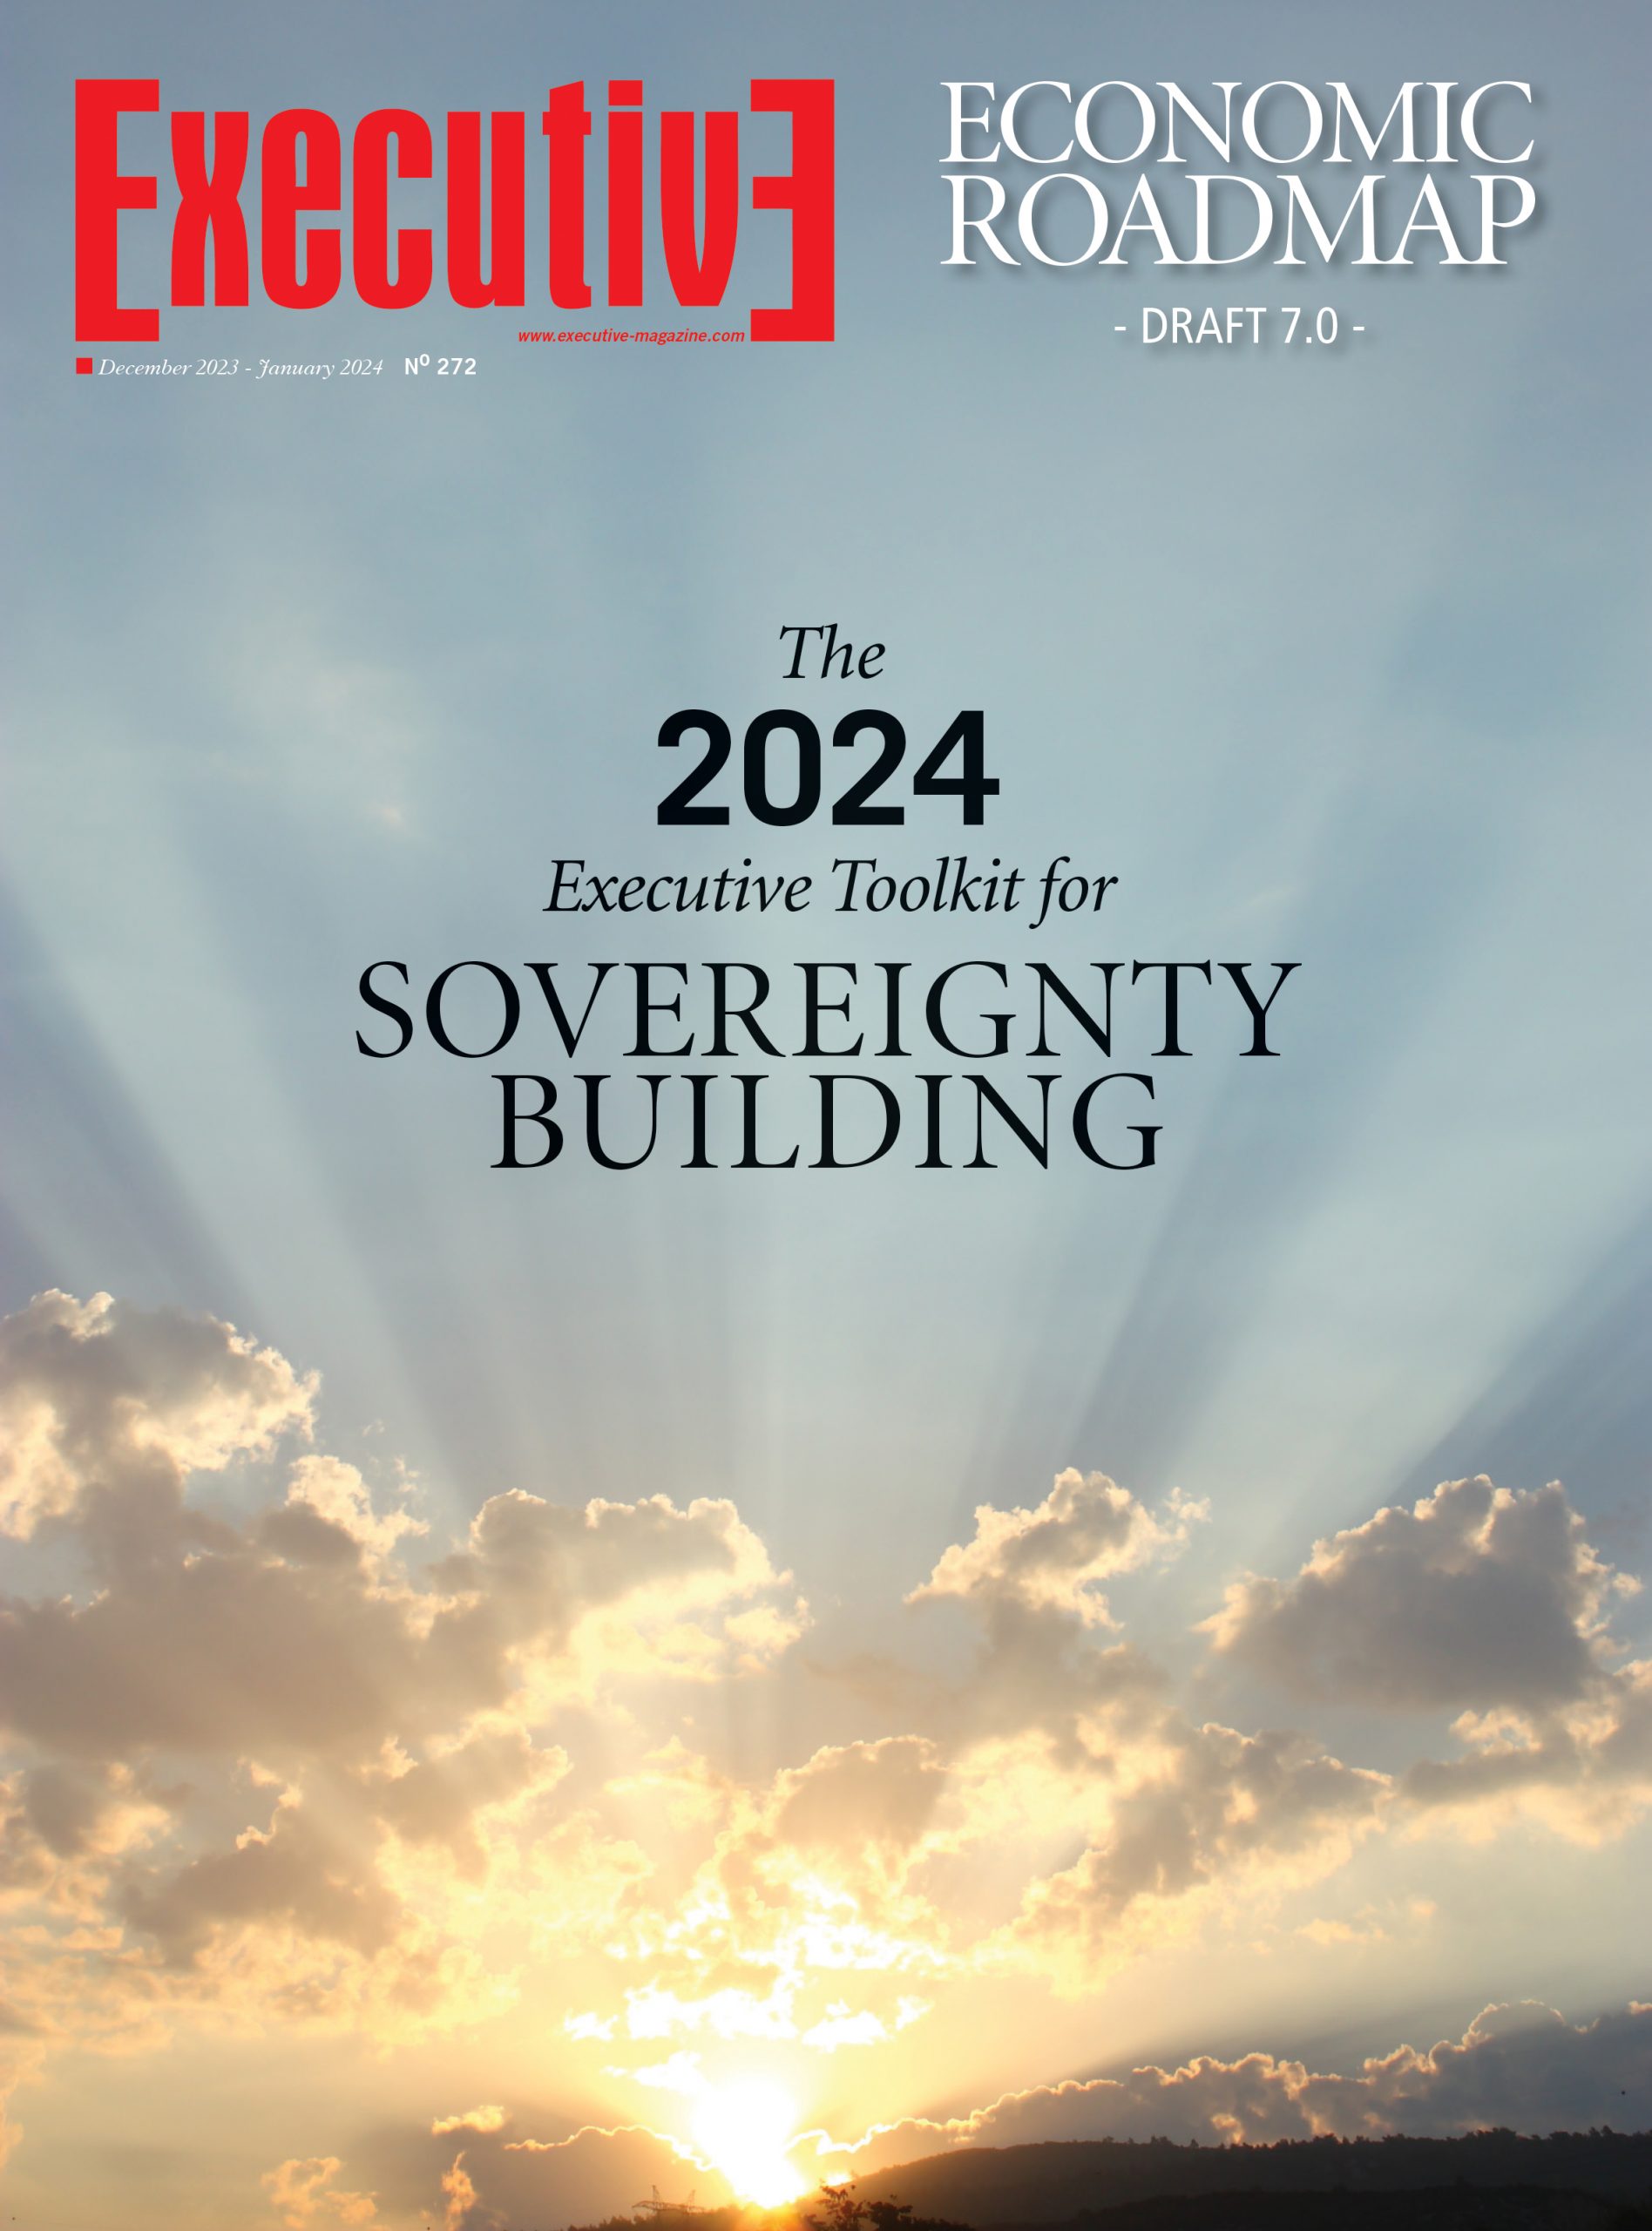 Executive
www.executive-magazine.com
December 2023 - January 2024 Nº 272
ECONOMIC
ROADMAP
- DRAFT 7.0 -
The
2024
Executive Toolkit for
SOVEREIGNTY
BUILDING